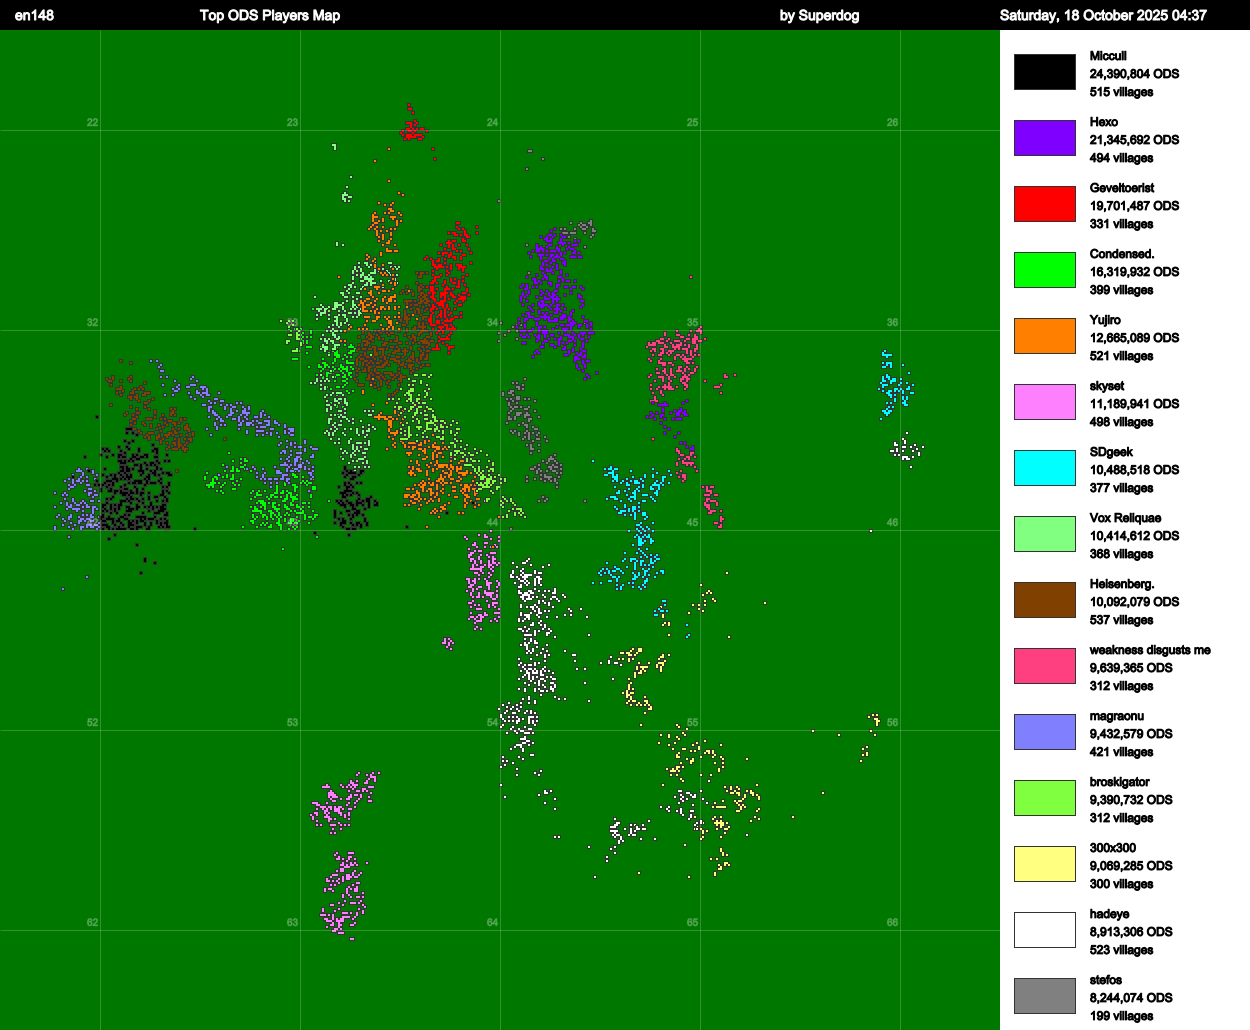 en148 Top ODS Players Map by Superdog Saturday, 18 October 2025 04:37
Miccull
24,390,804 ODS
515 villages
Hexo
21,345,692 ODS
494 villages
22 23 24 25 26
Geveltoerist
19,701,487 ODS
331 villages
Condensed.
16,319,932 ODS
399 villages
32 34 35 36
Yujiro
12,665,089 ODS
521 villages
skyset
11,189,941 ODS
498 villages
SDgeek
10,488,518 ODS
377 villages
Vox Reliquae
10,414,612 ODS
368 villages
44 45 46
Heisenberg.
10,092,079 ODS
537 villages
weakness disgusts me
9,639,365 ODS
312 villages
magraonu
9,432,579 ODS
421 villages
52 53 54 55 56
broskigator
9,390,732 ODS
312 villages
300x300
9,069,285 ODS
300 villages
hadeye
8,913,306 ODS
523 villages
62 63 64 65 66
stefos
8,244,074 ODS
199 villages